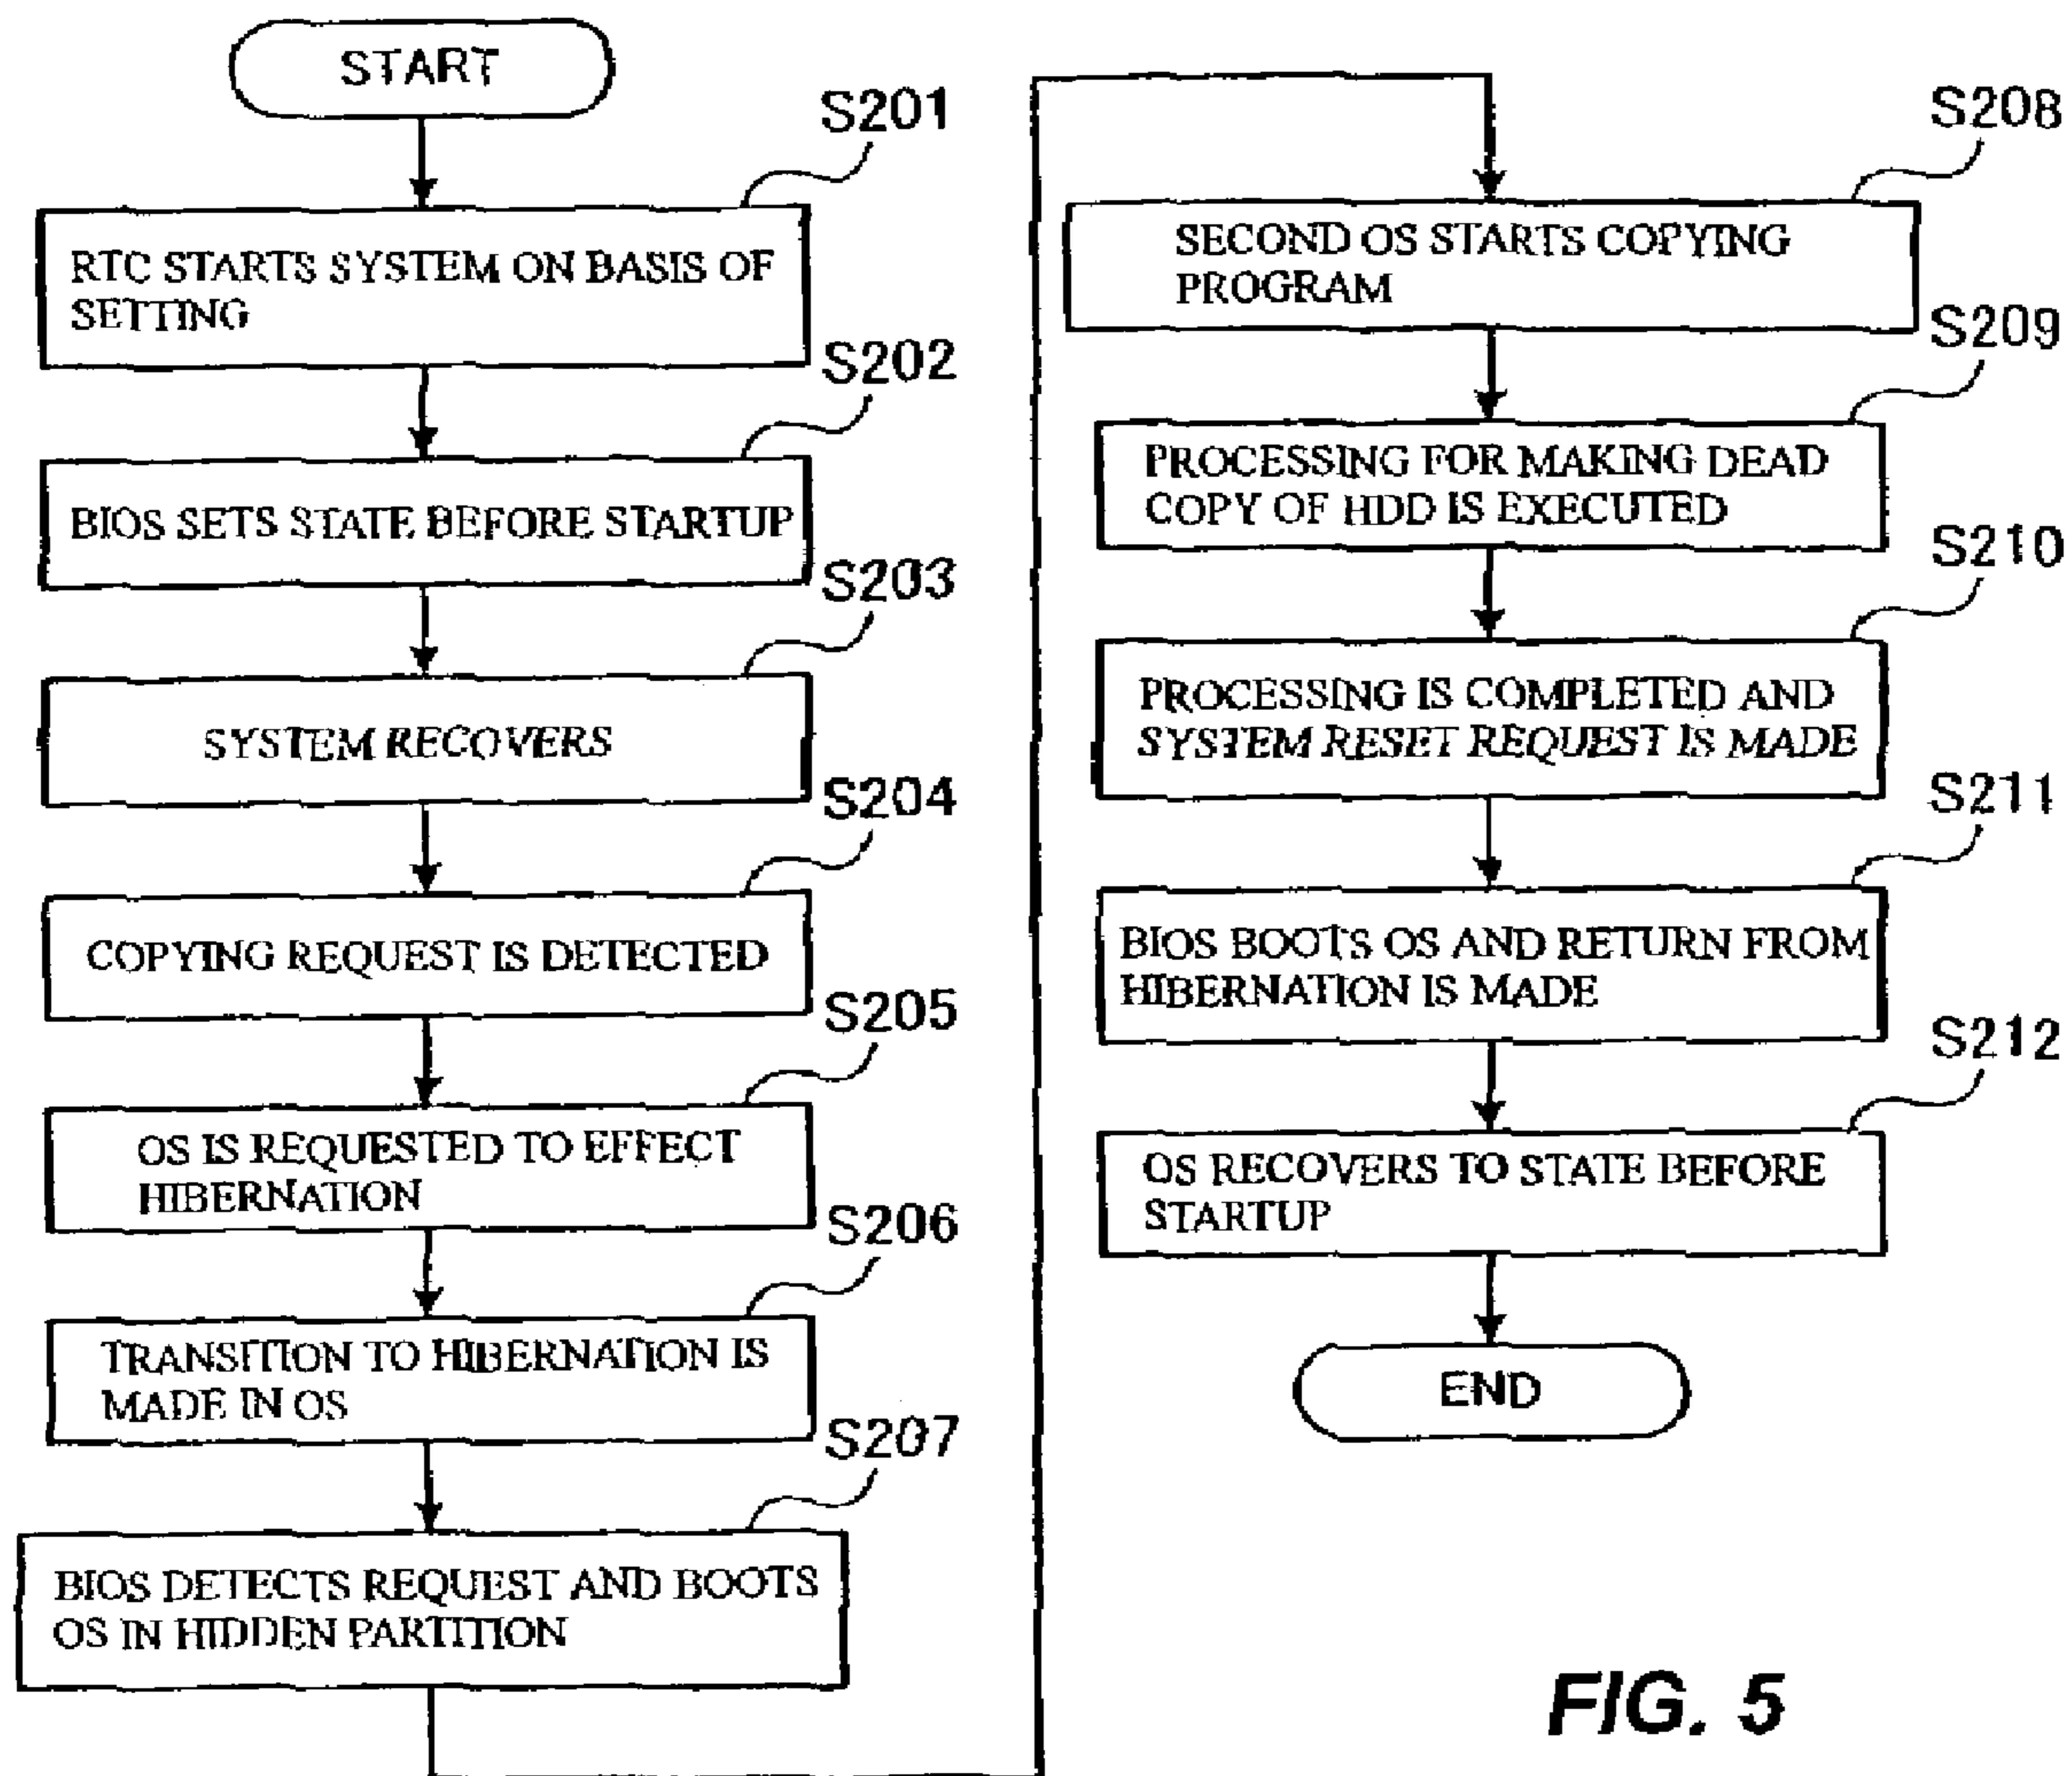 START
S201
RTC STARTS SYSTEM ON BASIS OF
SETTING
S202
BIOS SETS STATE BEFORE STARTUP
S203
SYSTEM RECOVERS
S204
COPYING REQUEST IS DETECTED
S205
OS IS REQUESTED TO EFFECT
HIBERNATION
S206
TRANSITION TO HIBERNATION IS
MADE IN OS
S207
BIOS DETECTS REQUEST AND BOOTS
OS IN HIDDEN PARTITION
S208
SECOND OS STARTS COPYING
PROGRAM
S209
PROCESSING FOR MAKING DEAD
COPY OF HDD IS EXECUTED
S210
PROCESSING IS COMPLETED AND
SYSTEM RESET REQUEST IS MADE
S211
BIOS BOOTS OS AND RETURN FROM
HIBERNATION IS MADE
S212
OS RECOVERS TO STATE BEFORE
STARTUP
END
FIG. 5